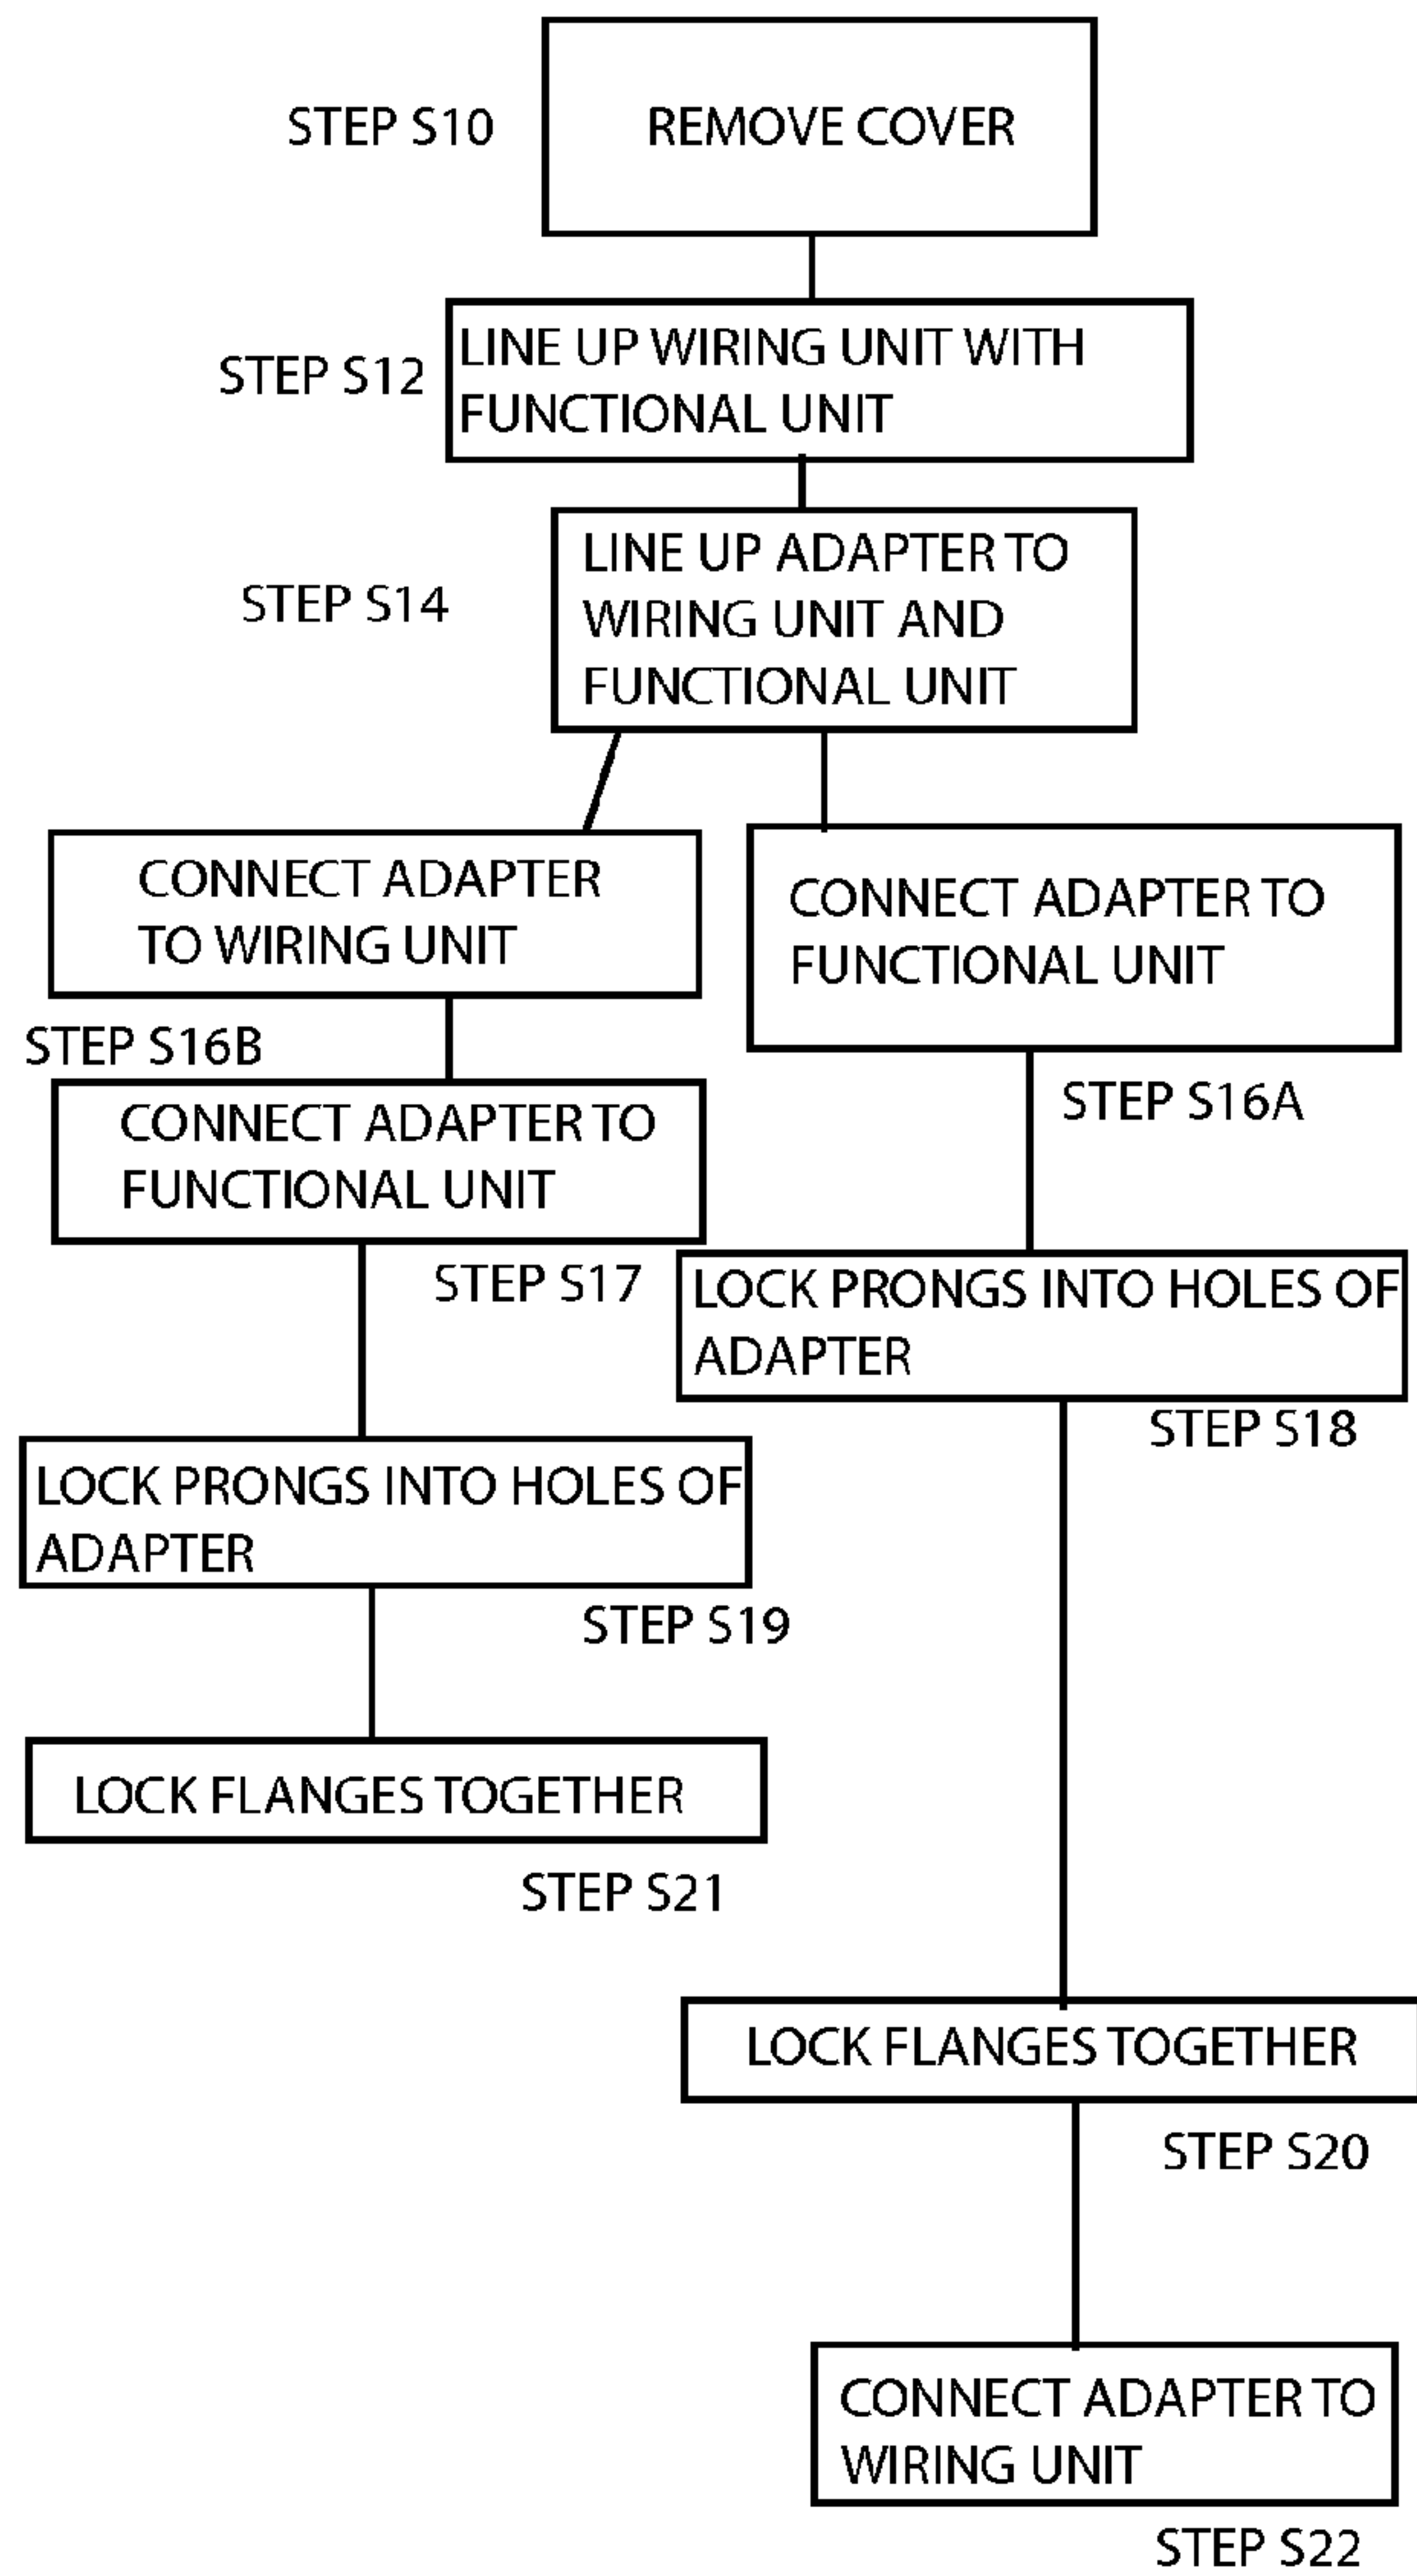 STEP S10
REMOVE COVER
STEP S12
LINE UP WIRING UNIT WITH
FUNCTIONAL UNIT
STEP S14
LINE UP ADAPTER TO
WIRING UNIT AND
FUNCTIONAL UNIT
CONNECT ADAPTER
TO WIRING UNIT
STEP S16B
CONNECT ADAPTER TO
FUNCTIONAL UNIT
STEP S16A
CONNECT ADAPTER TO
FUNCTIONAL UNIT
STEP S17
LOCK PRONGS INTO HOLES OF
ADAPTER
STEP S18
LOCK PRONGS INTO HOLES OF
ADAPTER
STEP S19
LOCK FLANGES TOGETHER
STEP S21
LOCK FLANGES TOGETHER
STEP S20
CONNECT ADAPTER TO
WIRING UNIT
STEP S22